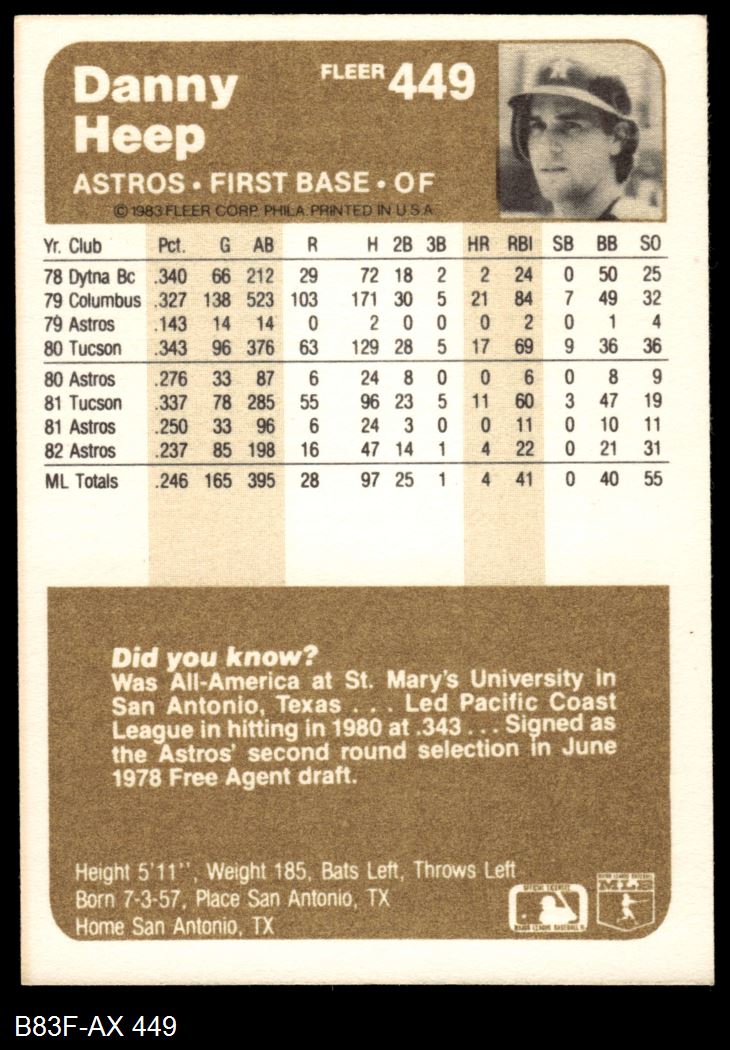 Danny
Heep
FLEER 449
ASTROS • FIRST BASE • OF
© 1983 FLEER CORP. PHILA. PRINTED IN U S A
Yr. Club Pct. G AB R H 2B 3B HR RBI SB BB SO
78 Dytna Bc .340 66 212 29 72 18 2 2 24 0 50 25
79 Columbus .327 138 523 103 171 30 5 21 84 7 49 32
79 Astros .143 14 14 0 2 0 0 0 2 0 1 4
80 Tucson .343 96 376 63 129 28 5 17 69 9 36 36
80 Astros .276 33 87 6 24 8 0 0 6 0 8 9
81 Tucson .337 78 285 55 96 23 5 11 60 3 47 19
81 Astros .250 33 96 6 24 3 0 0 11 0 10 11
82 Astros .237 85 198 16 47 14 1 4 22 0 21 31
ML Totals .246 165 395 28 97 25 1 4 41 0 40 55
Did you know?
Was All-America at St. Mary's University in
San Antonio, Texas . . . Led Pacific Coast
League in hitting in 1980 at .343 . . . Signed as
the Astros' second round selection in June
1978 Free Agent draft.
Height 5'11'', Weight 185, Bats Left, Throws Left
Born 7-3-57, Place San Antonio, TX
Home San Antonio, TX
OFFICIAL LICENSEE
MAJOR LEAGUE BASEBALL
B83F-AX 449